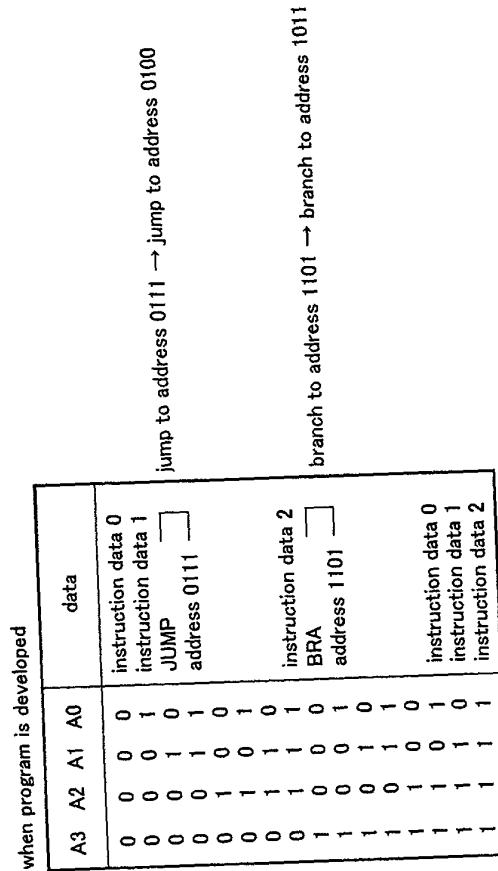 when program is developed
A3 A2 A1 A0 data
0 0 0 0 instruction data 0
0 0 0 1 instruction data 1
0 0 1 0 JUMP jump to address 0111 → jump to address 0100
0 0 1 1 address 0111
0 1 0 0
0 1 0 1
0 1 1 0
0 1 1 1 instruction data 2
1 0 0 0 BRA branch to address 1101 → branch to address 1011
1 0 0 1 address 1101
1 0 1 0
1 0 1 1
1 1 0 0
1 1 0 1 instruction data 0
1 1 1 0 instruction data 1
1 1 1 1 instruction data 2